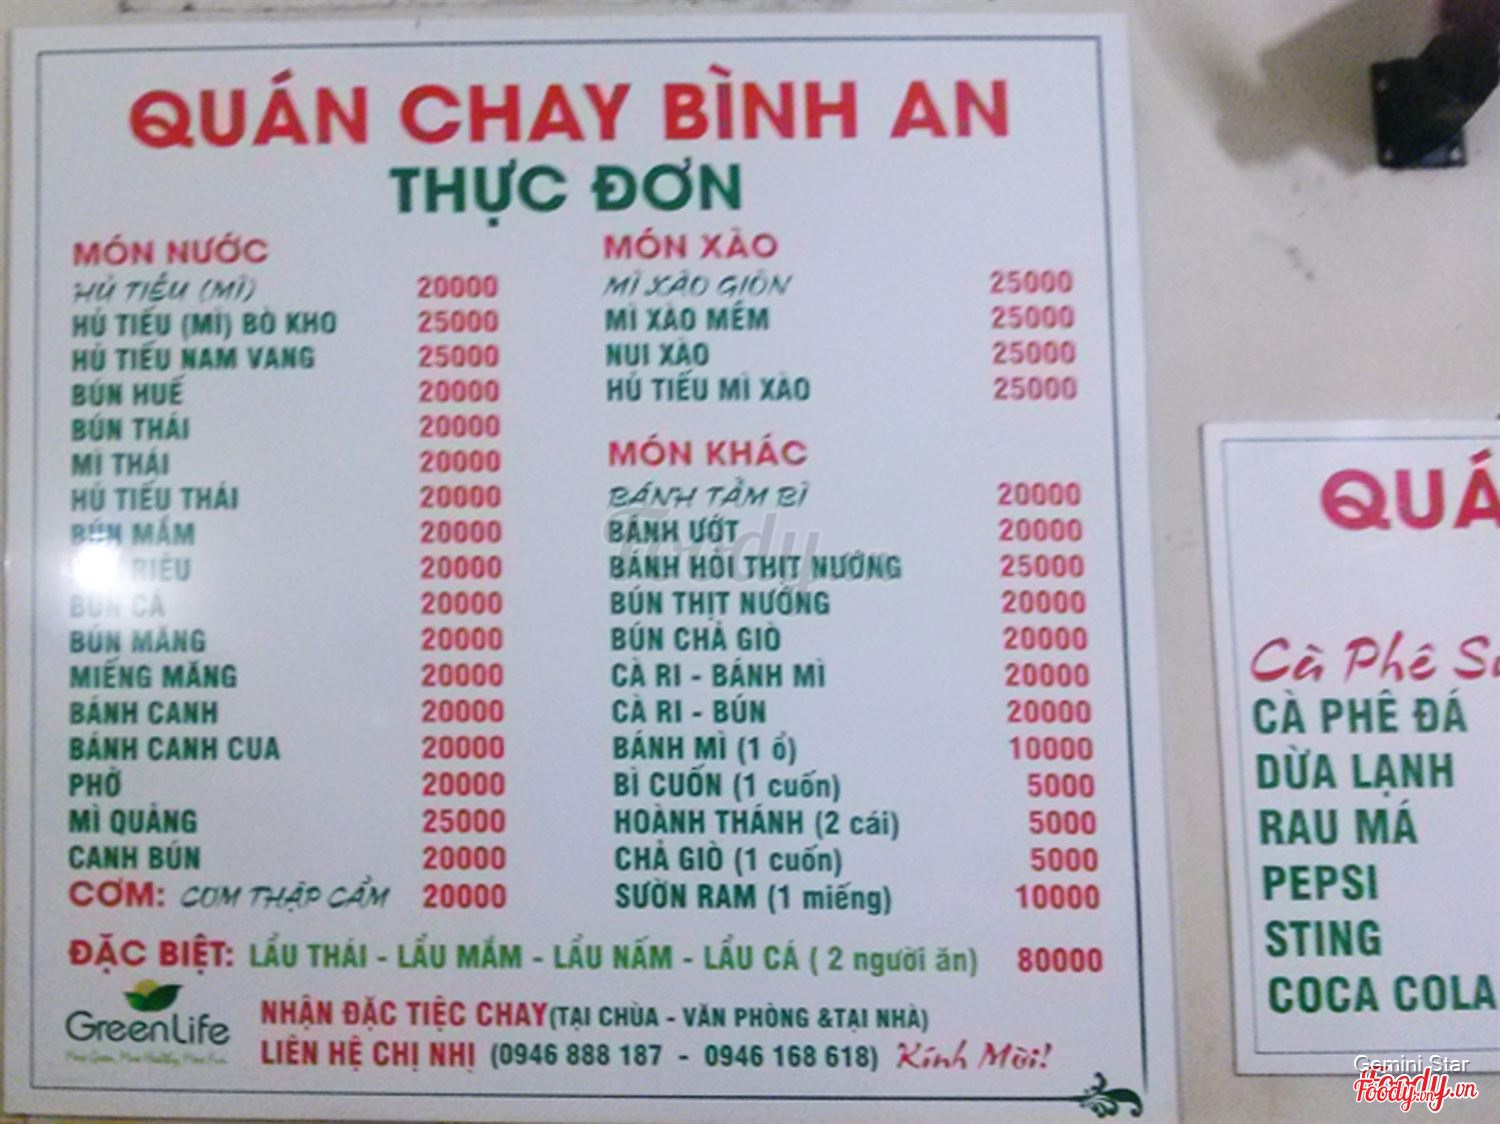 QUÁN CHAY BÌNH AN
THỰC ĐƠN
MÓN NƯỚC
HỦ TIẾU (MÌ) 20000
HỦ TIẾU (MÌ) BÒ KHO 25000
HỦ TIẾU NAM VANG 25000
BÚN HUẾ 20000
BÚN THÁI 20000
MÌ THÁI 20000
HỦ TIẾU THÁI 20000
BÚN MẮM 20000
RIÊU 20000
BÚN CÁ 20000
BÚN MĂNG 20000
MIẾNG MĂNG 20000
BÁNH CANH 20000
BÁNH CANH CUA 20000
PHỞ 20000
MÌ QUẢNG 25000
CANH BÚN 20000
CƠM: CƠM THẬP CẨM 20000
MÓN XÀO
MÌ XÀO GIÒN 25000
MÌ XÀO MỀM 25000
NUI XÀO 25000
HỦ TIẾU MÌ XÀO 25000
MÓN KHÁC
BÁNH TẰM BÌ 20000
BÁNH ƯỚT 20000
BÁNH HỎI THỊT NƯỚNG 25000
BÚN THỊT NƯỚNG 20000
BÚN CHẢ GIÒ 20000
CÀ RI - BÁNH MÌ 20000
CÀ RI - BÚN 20000
BÁNH MÌ (1 ổ) 10000
BÌ CUỐN (1 cuốn) 5000
HOÀNH THÁNH (2 cái) 5000
CHẢ GIÒ (1 cuốn) 5000
SƯỜN RAM (1 miếng) 10000
ĐẶC BIỆT: LẨU THÁI - LẨU MẮM - LẨU NẤM - LẨU CÁ ( 2 người ăn) 80000
GreenLife
NHẬN ĐẶC TIỆC CHAY(TẠI CHÙA - VĂN PHÒNG &TẠI NHÀ)
LIÊN HỆ CHỊ NHỊ (0946 888 187 - 0946 168 618) Kính Mời!
QUÁ
Cà Phê
CÀ PHÊ ĐÁ
DỪA LẠNH
RAU MÁ
PEPSI
STING
COCA COLA
Foody.vn
Gemini Star
Foody.vn